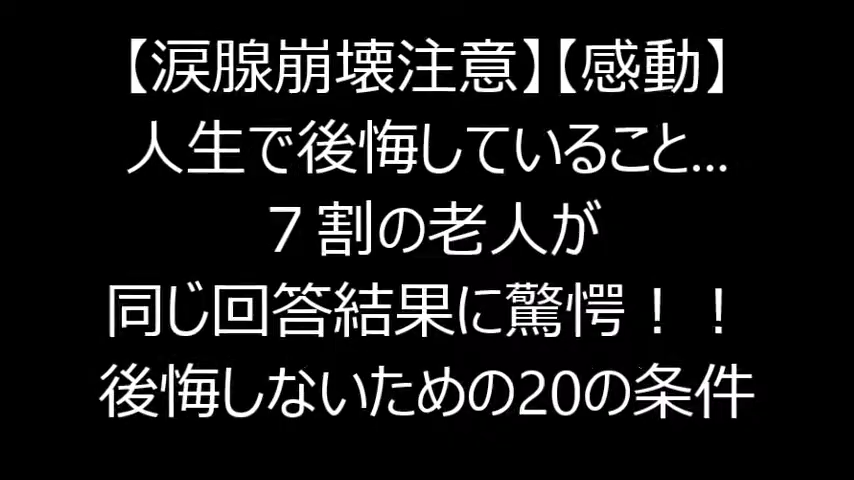 【涙腺崩壊注意】【感動】
人生で後悔していること...
７割の老人が
同じ回答結果に驚愕！！
後悔しないための20の条件